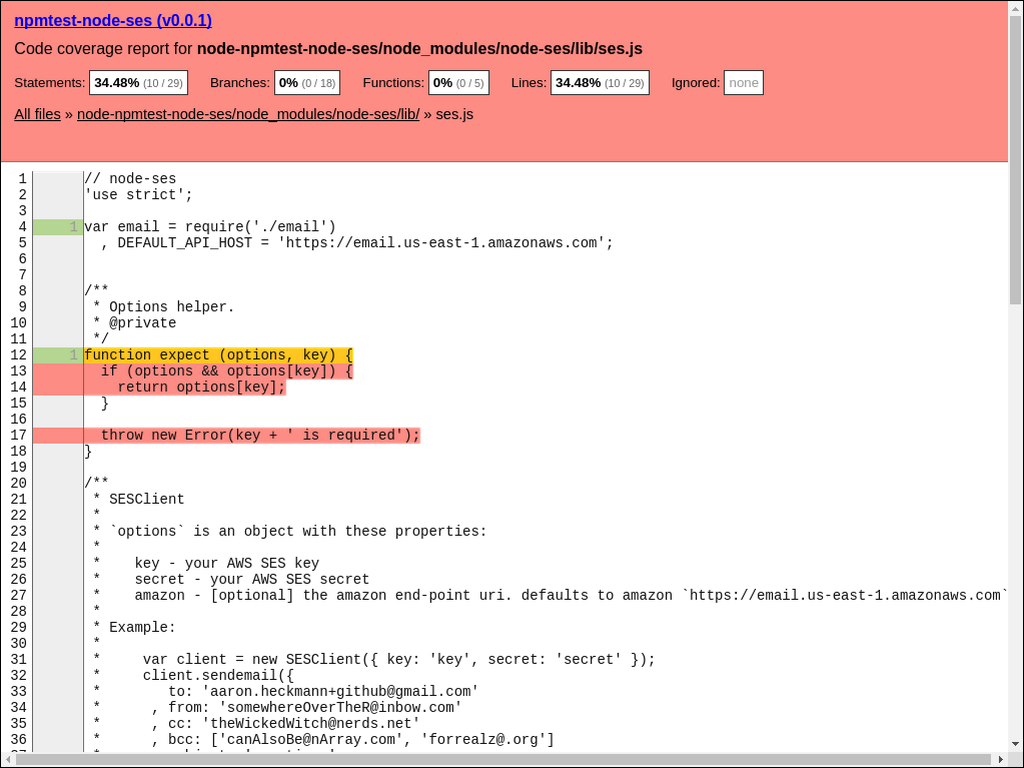 npmtest-node-ses (v0.0.1)
Code coverage report for node-npmtest-node-ses/node_modules/node-ses/lib/ses.js
Statements: 34.48% (10 / 29) Branches: 0% (0 / 18) Functions: 0% (0 / 5) Lines: 34.48% (10 / 29) Ignored: none
All files » node-npmtest-node-ses/node_modules/node-ses/lib/ » ses.js
1 // node-ses
2 'use strict';
3
4 1 var email = require('./email')
5   , DEFAULT_API_HOST = 'https://email.us-east-1.amazonaws.com';
6
7
8 /**
9  * Options helper.
10  * @private
11  */
12 1 function expect (options, key) {
13   if (options && options[key]) {
14     return options[key];
15   }
16
17   throw new Error(key + ' is required');
18 }
19
20 /**
21  * SESClient
22  *
23  * `options` is an object with these properties:
24  *
25  *    key - your AWS SES key
26  *    secret - your AWS SES secret
27  *    amazon - [optional] the amazon end-point uri. defaults to amazon `https://email.us-east-1.amazonaws.com`
28  *
29  * Example:
30  *
31  *     var client = new SESClient({ key: 'key', secret: 'secret' });
32  *     client.sendemail({
33  *        to: 'aaron.heckmann+github@gmail.com'
34  *      , from: 'somewhereOverTheR@inbow.com'
35  *      , cc: 'theWickedWitch@nerds.net'
36  *      , bcc: ['canAlsoBe@nArray.com', 'forrealz@.org']